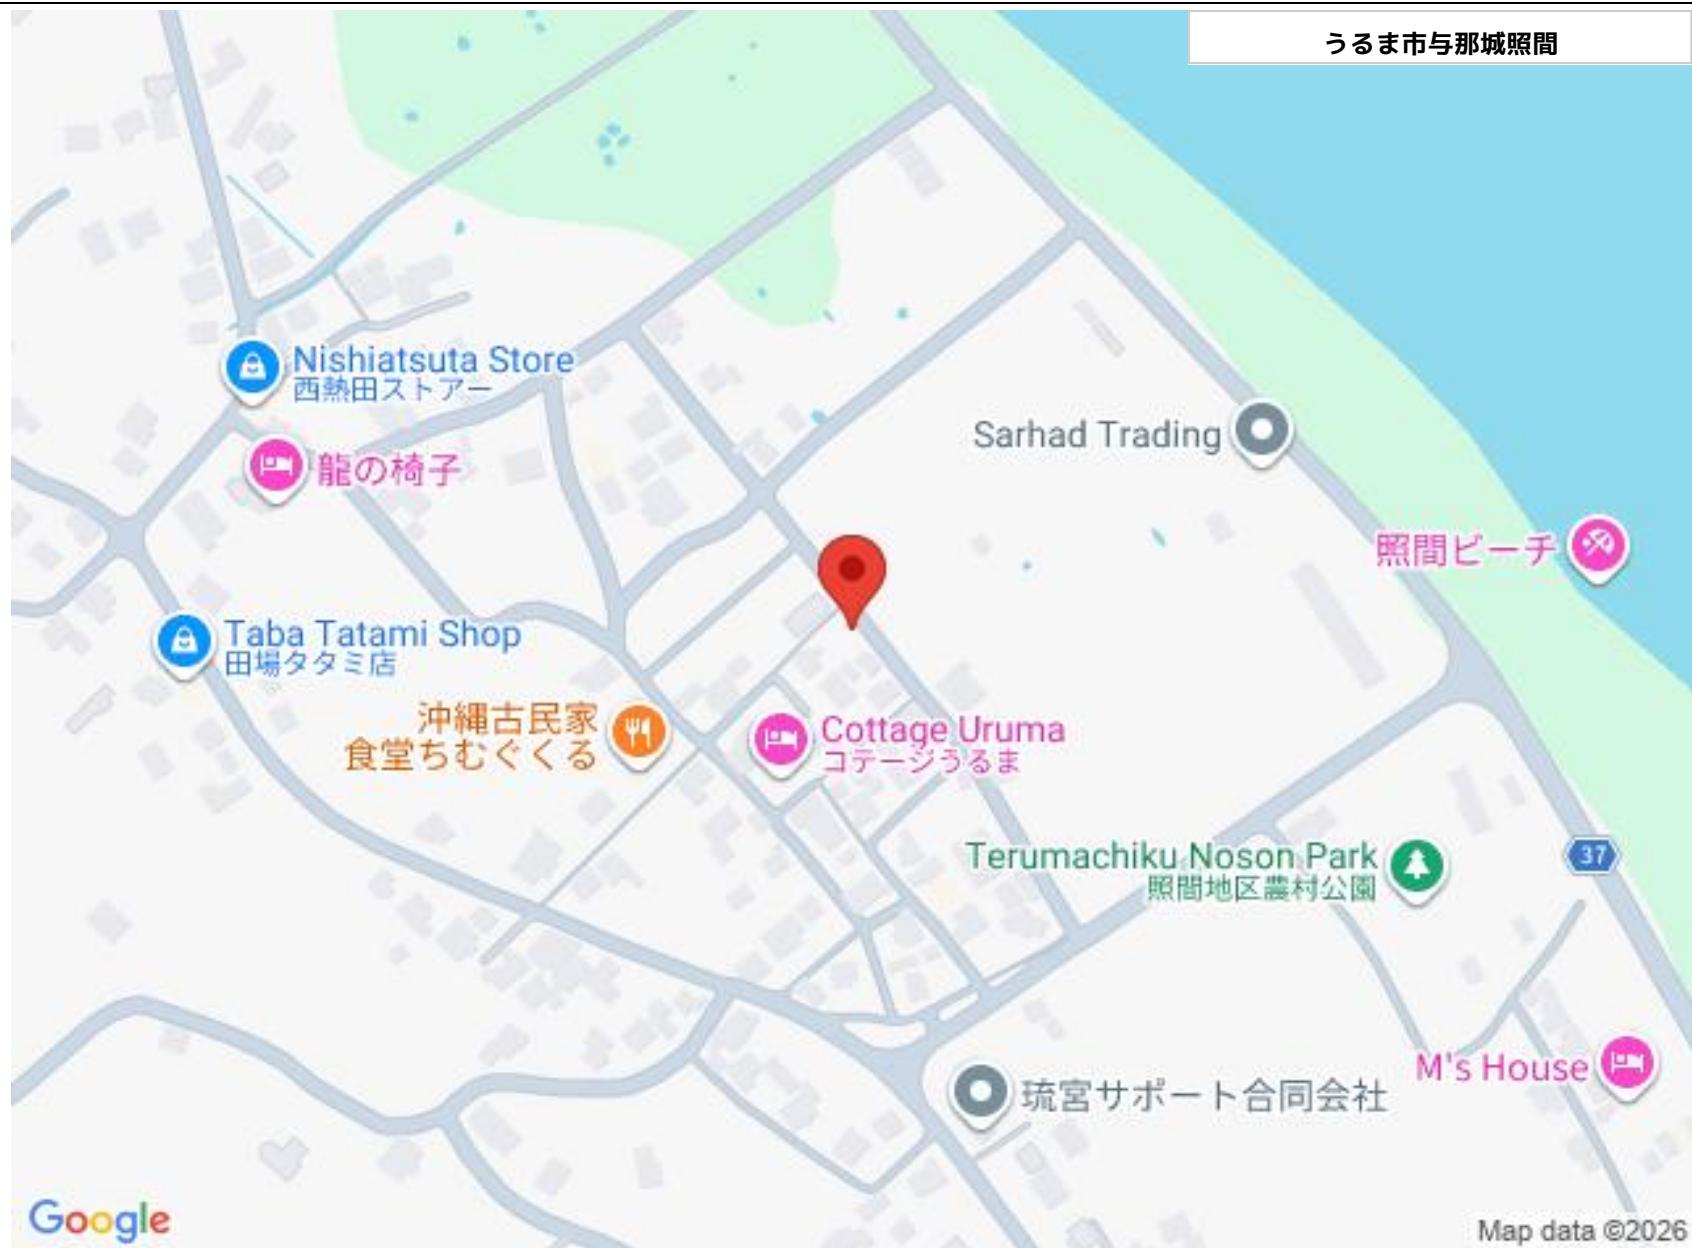 うるま市与那城照間
Nishiatsuta Store
西熱田ストアー
龍の椅子
Sarhad Trading
照間ビーチ
Taba Tatami Shop
田場タタミ店
沖縄古民家
食堂ちむぐくる
Cottage Uruma
コテージうるま
Terumachiku Noson Park
照間地区農村公園
37
M's House
琉宮サポート合同会社
Google
Map data ©2026